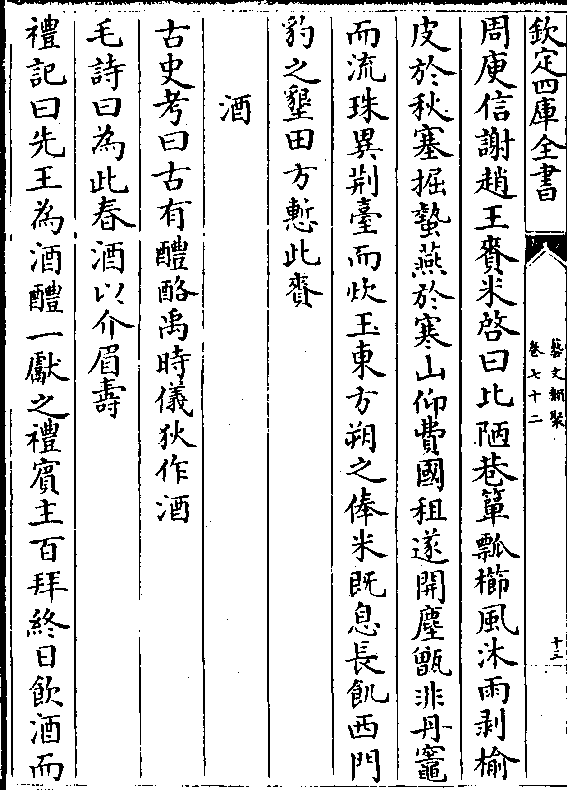 欽定四庫全書
藝文類聚
卷七十二
十三
周庾信謝趙王賚米啓曰比陋巷簞瓢櫛風沐雨剥榆
皮於秋塞掘蟄燕於寒山仰費國租遂開塵甑非丹竈
而流珠異荆臺而炊玉東方朔之俸米既息長飢西門
豹之墾田方慙此賚
酒
古史考曰古有醴酪禹時儀狄作酒
毛詩曰為此春酒以介眉壽
禮記曰先王為酒醴一獻之禮賓主百拜終日飲酒而